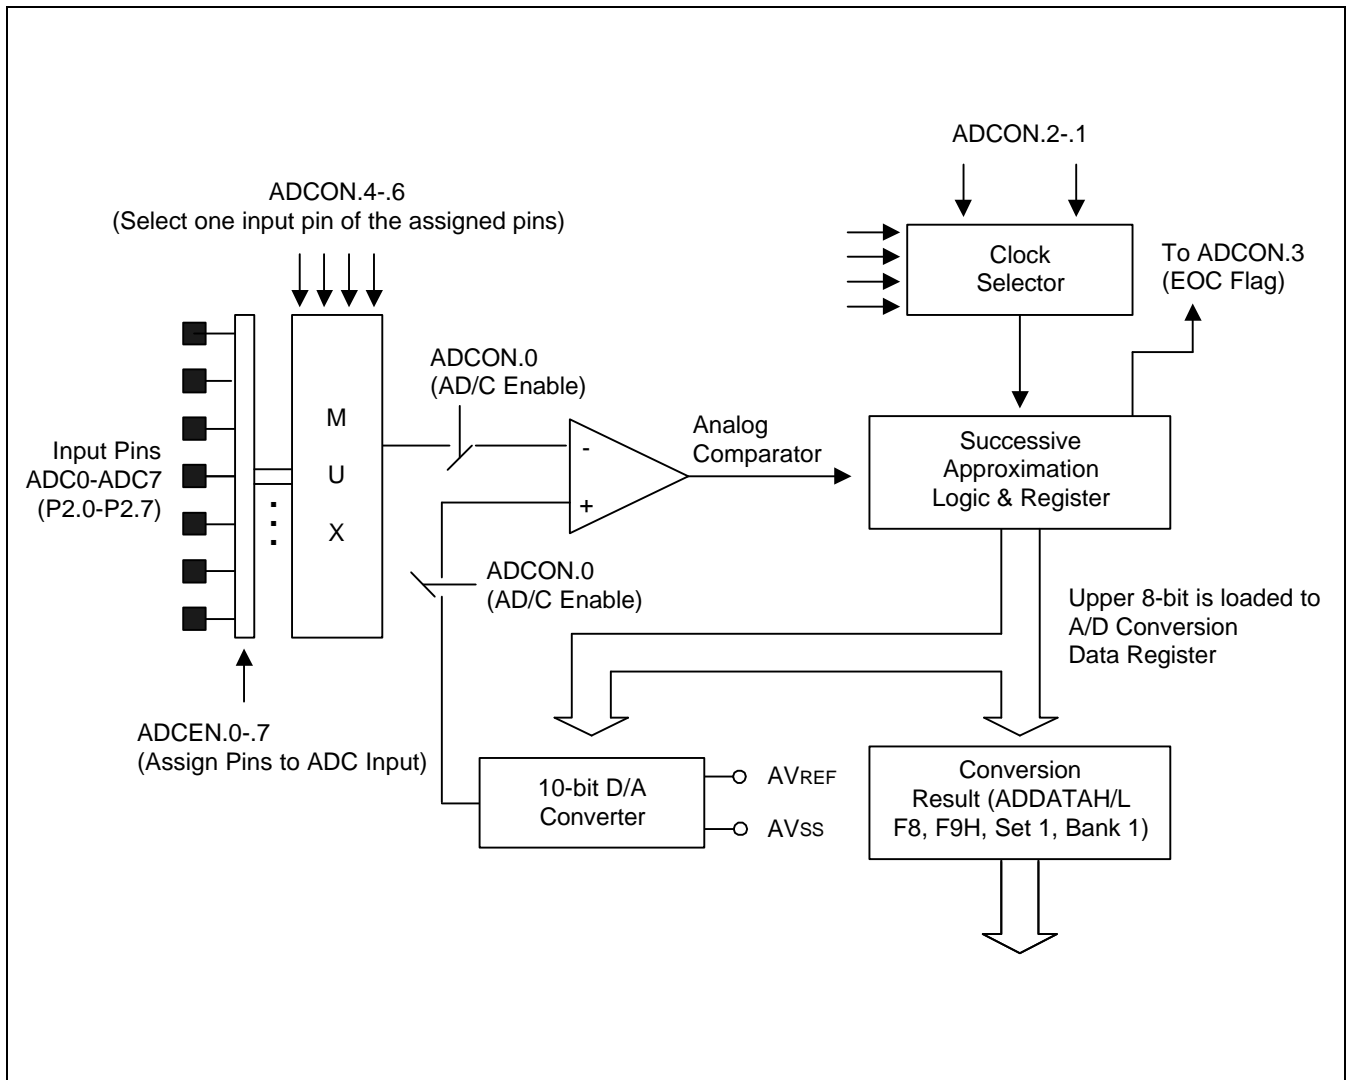 ADCON.2-.1
ADCON.4-.6
(Select one input pin of the assigned pins)
Clock
Selector
To ADCON.3
(EOC Flag)
ADCON.0
(AD/C Enable)
M
U
X
Input Pins
ADC0-ADC7
(P2.0-P2.7)
-
+
Analog
Comparator
Successive
Approximation
Logic & Register
ADCON.0
(AD/C Enable)
Upper 8-bit is loaded to
A/D Conversion
Data Register
ADCEN.0-.7
(Assign Pins to ADC Input)
10-bit D/A
Converter
AVREF
AVSS
Conversion
Result (ADDATAH/L
F8, F9H, Set 1, Bank 1)